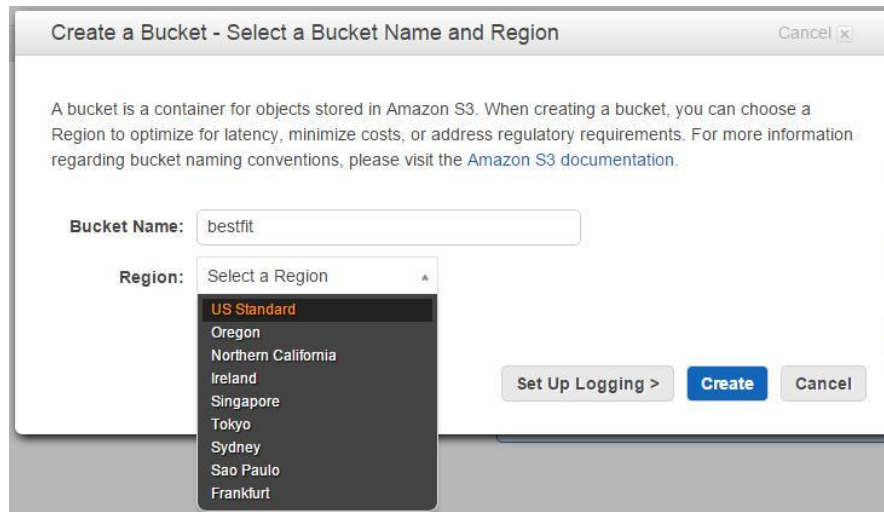 Create a Bucket - Select a Bucket Name and Region
Cancel x
A bucket is a container for objects stored in Amazon S3. When creating a bucket, you can choose a
Region to optimize for latency, minimize costs, or address regulatory requirements. For more information
regarding bucket naming conventions, please visit the Amazon S3 documentation.
Bucket Name: bestfit
Region: Select a Region
US Standard
Oregon
Northern California
Ireland
Singapore
Tokyo
Sydney
Sao Paulo
Frankfurt
Set Up Logging > Create Cancel